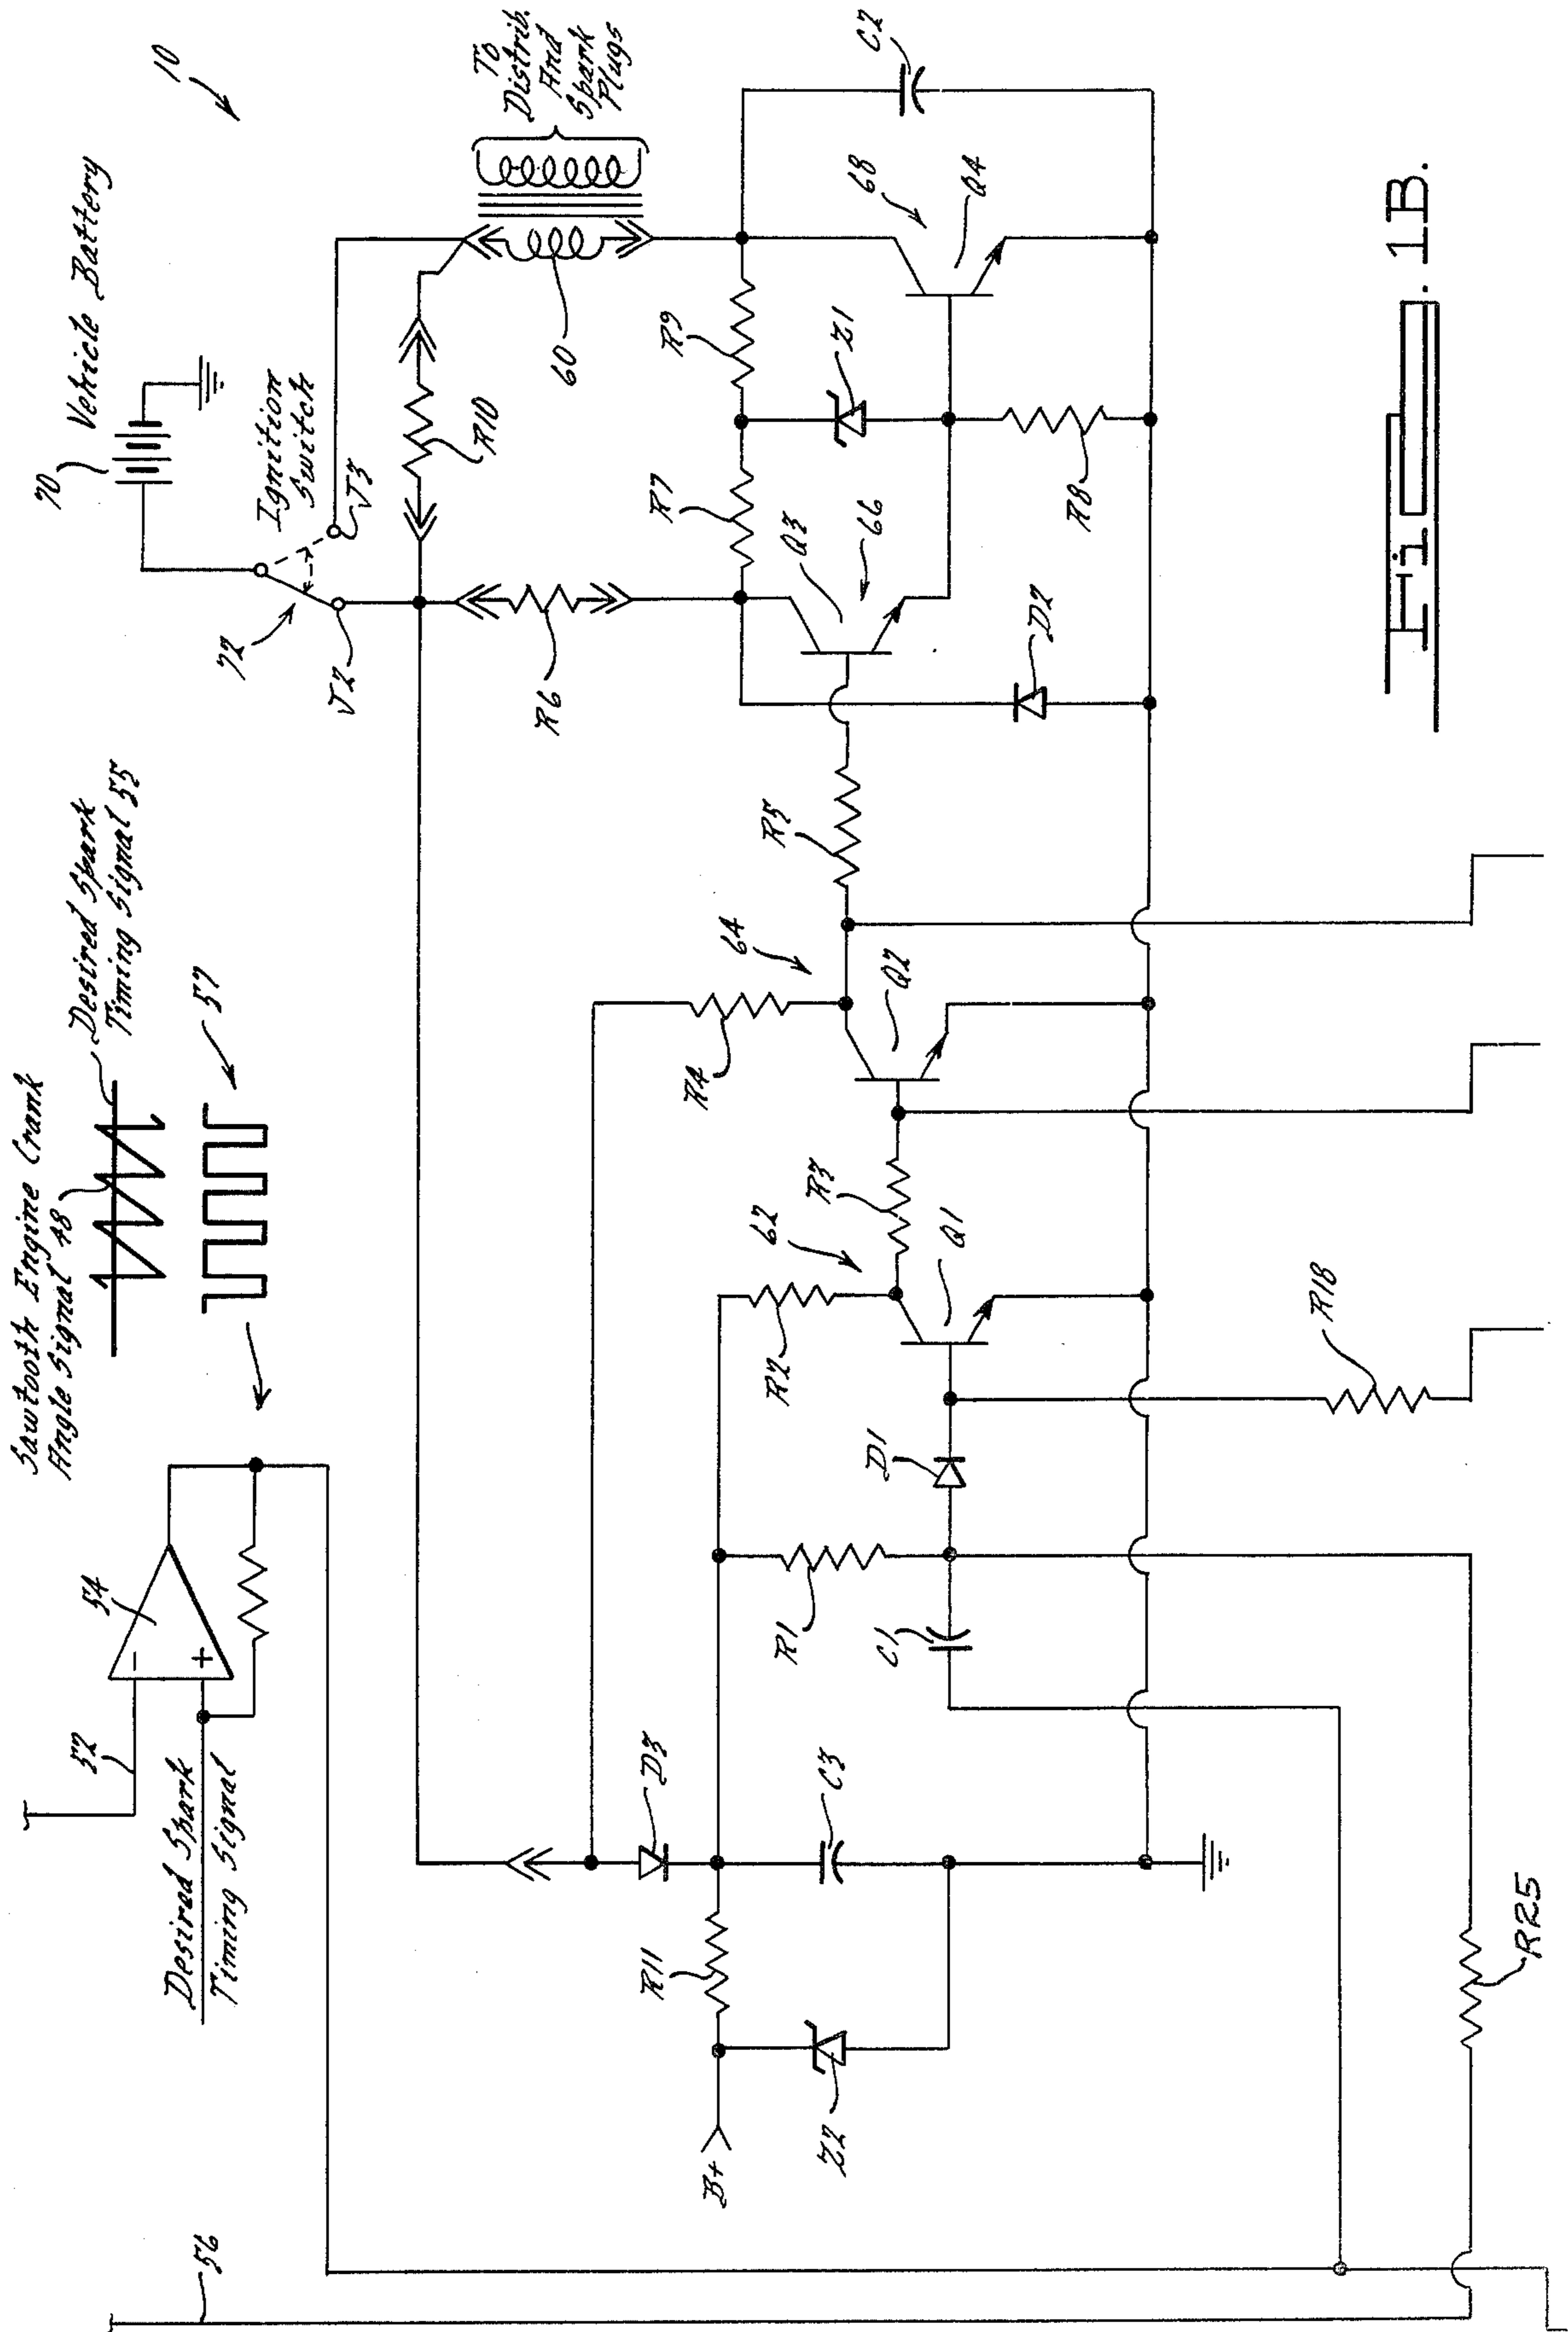 Sawtooth Engine Crank
Angle Signal 48
Desired Spark
Timing Signal 55
57
70
Vehicle Battery
10
Ignition
Switch
72
J2
J3
To
Distrib.
And
Spark
Plugs
54
-
+
52
Desired Spark
Timing Signal
56
R10
60
R6
R7
R9
C2
68
Q4
Z1
Q3
66
R8
D2
R5
64
R4
Q2
R3
62
Q1
R2
R18
D1
R1
C1
D3
C3
R11
Z2
B+
R25
Fig. 1B.